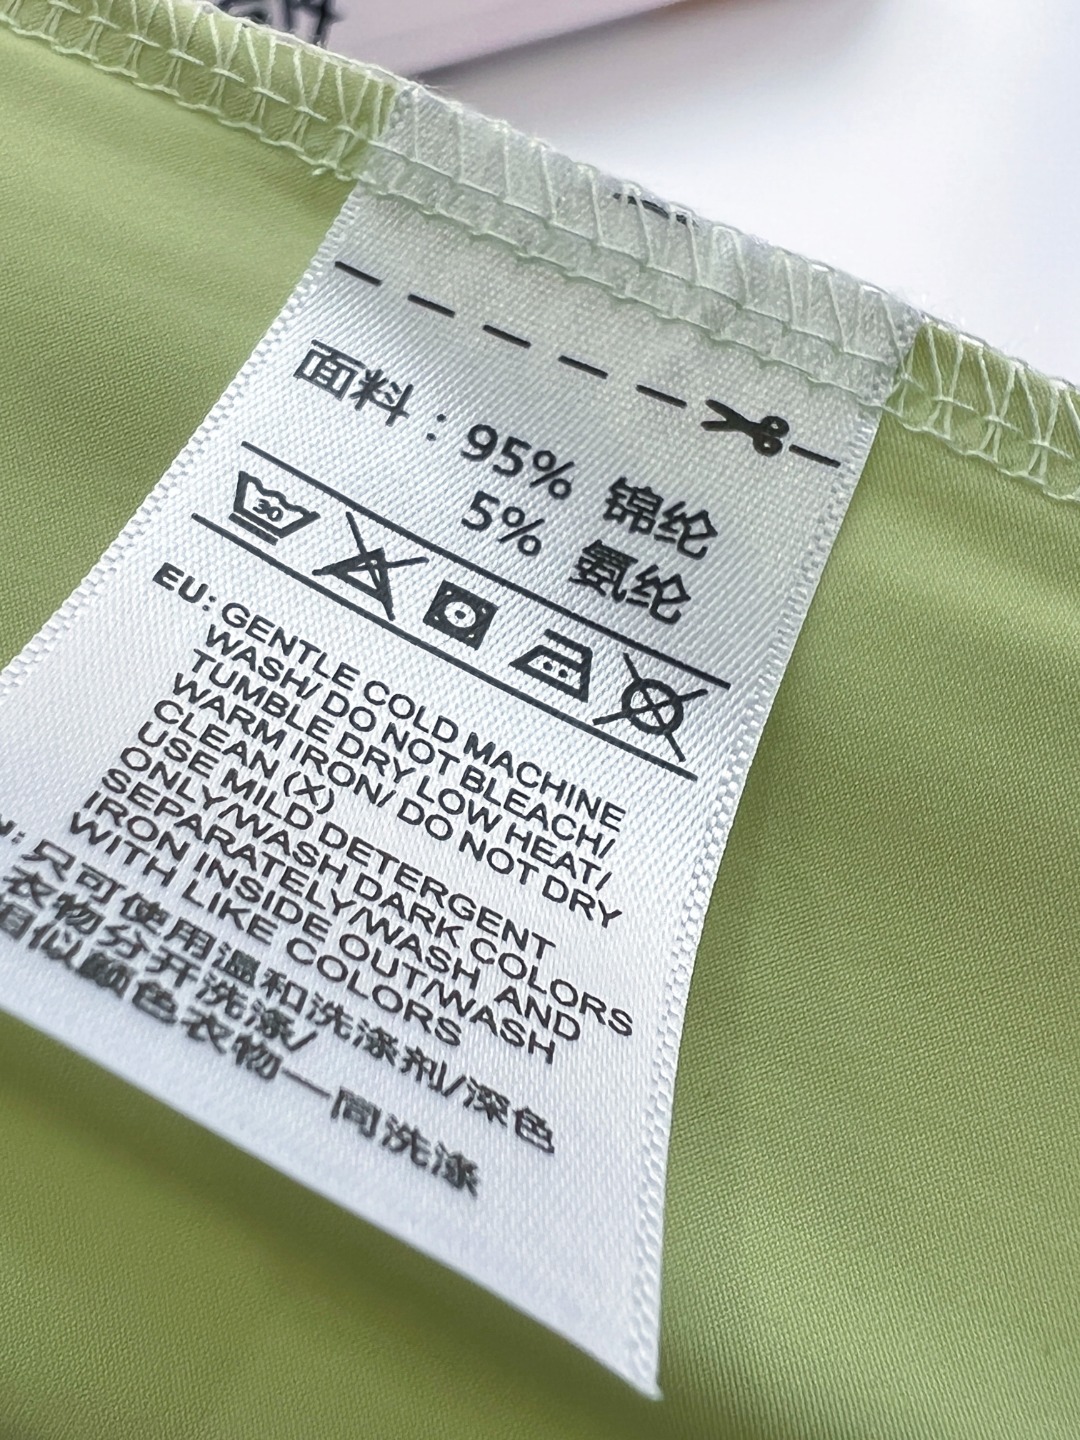 面料：95% 锦纶
5% 氨纶
30
EU: GENTLE COLD MACHINE
WASH/ DO NOT BLEACH/
TUMBLE DRY LOW HEAT/
WARM IRON/ DO NOT DRY
CLEAN (X)
USE MILD DETERGENT
ONLY/WASH DARK COLORS
SEPARATELY/WASH AND
IRON INSIDE OUT/WASH
WITH LIKE COLORS
只可使用温和洗涤剂/深色
衣物分开洗涤/
相似颜色衣物一同洗涤